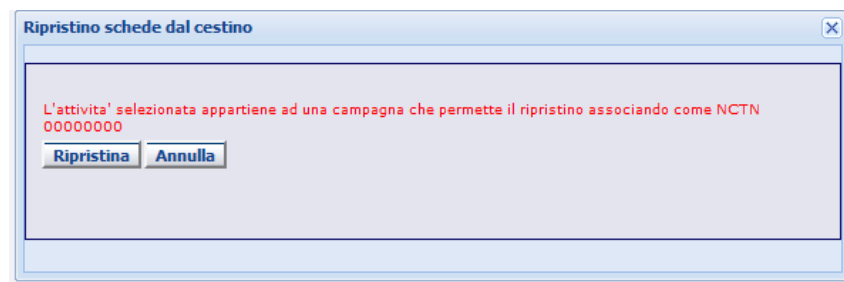 Ripristino schede dal cestino
L'attivita' selezionata appartiene ad una campagna che permette il ripristino associando come NCTN
00000000
Ripristina Annulla